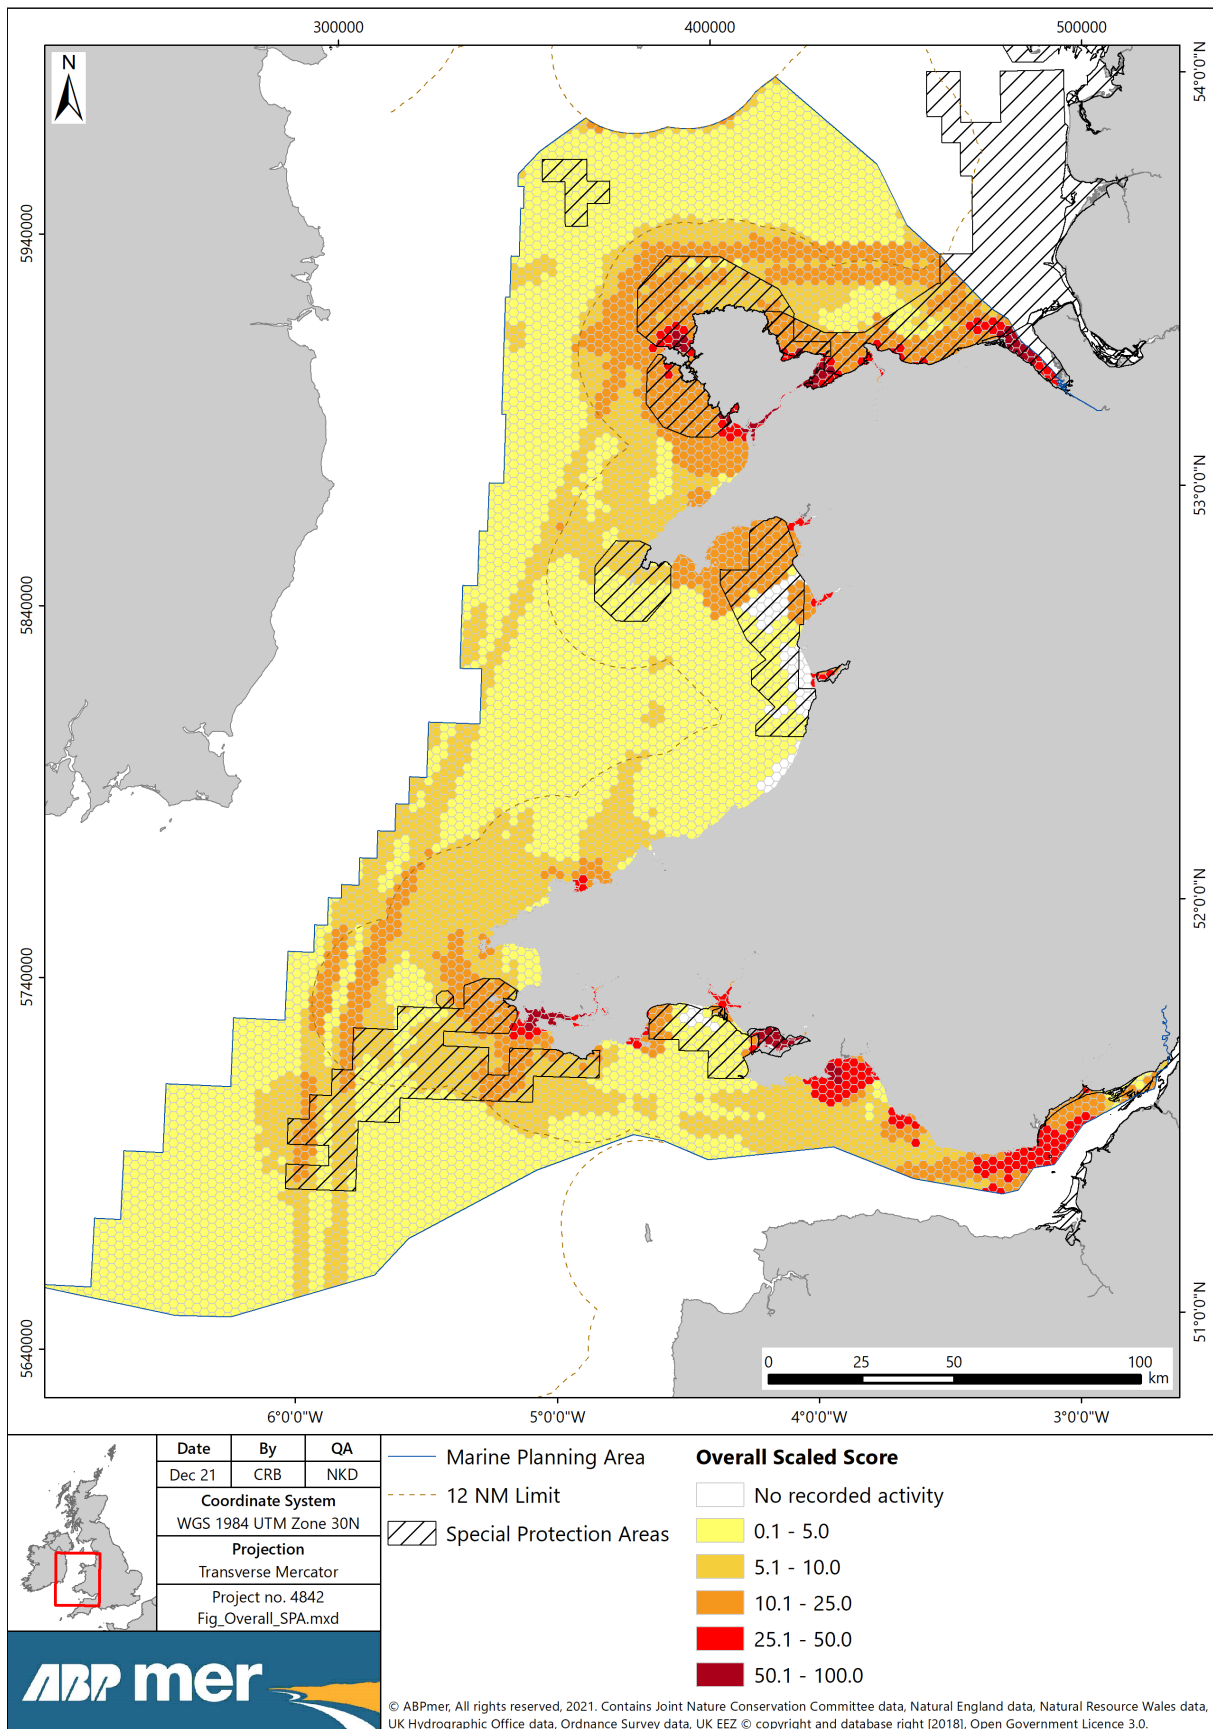 300000 400000 500000
N
54°0'0"N
5940000
53°0'0"N
5840000
52°0'0"N
5740000
51°0'0"N
5640000
0 25 50 100
km
6°0'0"W 5°0'0"W 4°0'0"W 3°0'0"W
Date By QA
Dec 21 CRB NKD
Coordinate System
WGS 1984 UTM Zone 30N
Projection
Transverse Mercator
Project no. 4842
Fig_Overall_SPA.mxd
ABPmer
Marine Planning Area
12 NM Limit
Special Protection Areas
Overall Scaled Score
No recorded activity
0.1 - 5.0
5.1 - 10.0
10.1 - 25.0
25.1 - 50.0
50.1 - 100.0
© ABPmer, All rights reserved, 2021. Contains Joint Nature Conservation Committee data, Natural England data, Natural Resource Wales data,
UK Hydrographic Office data, Ordnance Survey data, UK EEZ © copyright and database right [2018], Open Government Licence 3.0.